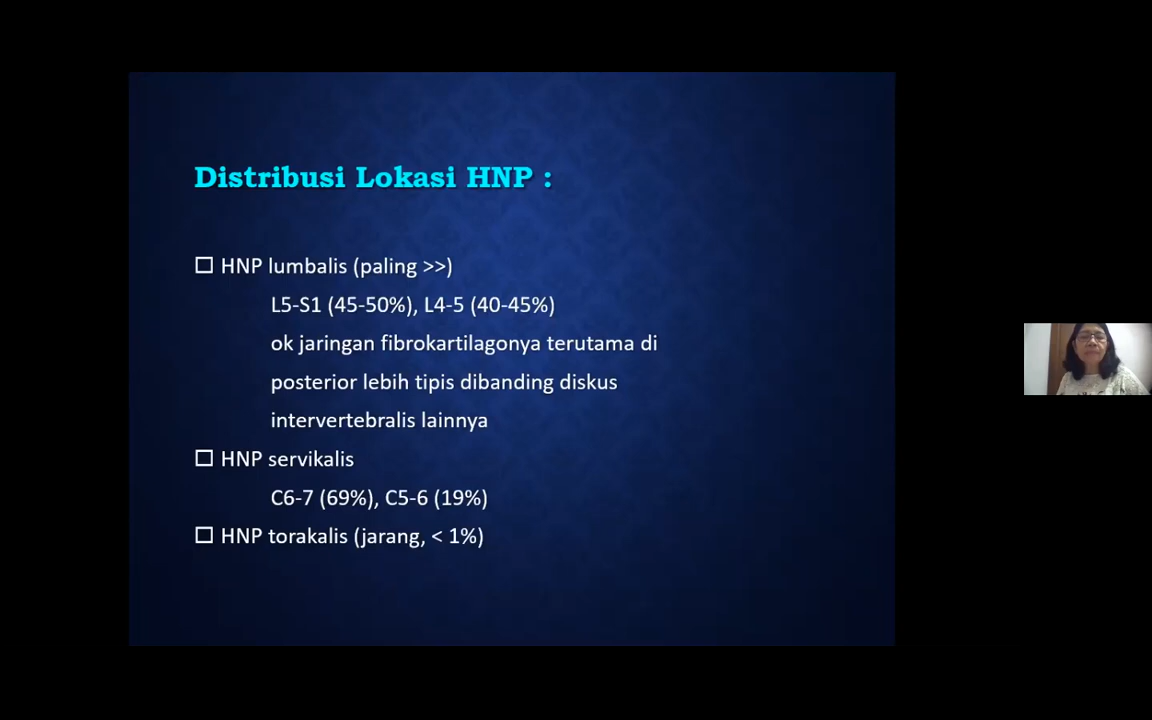 Distribusi Lokasi HNP :
☐ HNP lumbalis (paling >>)
L5-S1 (45-50%), L4-5 (40-45%)
ok jaringan fibrokartilagonya terutama di
posterior lebih tipis dibanding diskus
intervertebralis lainnya
☐ HNP servikalis
C6-7 (69%), C5-6 (19%)
☐ HNP torakalis (jarang, < 1%)